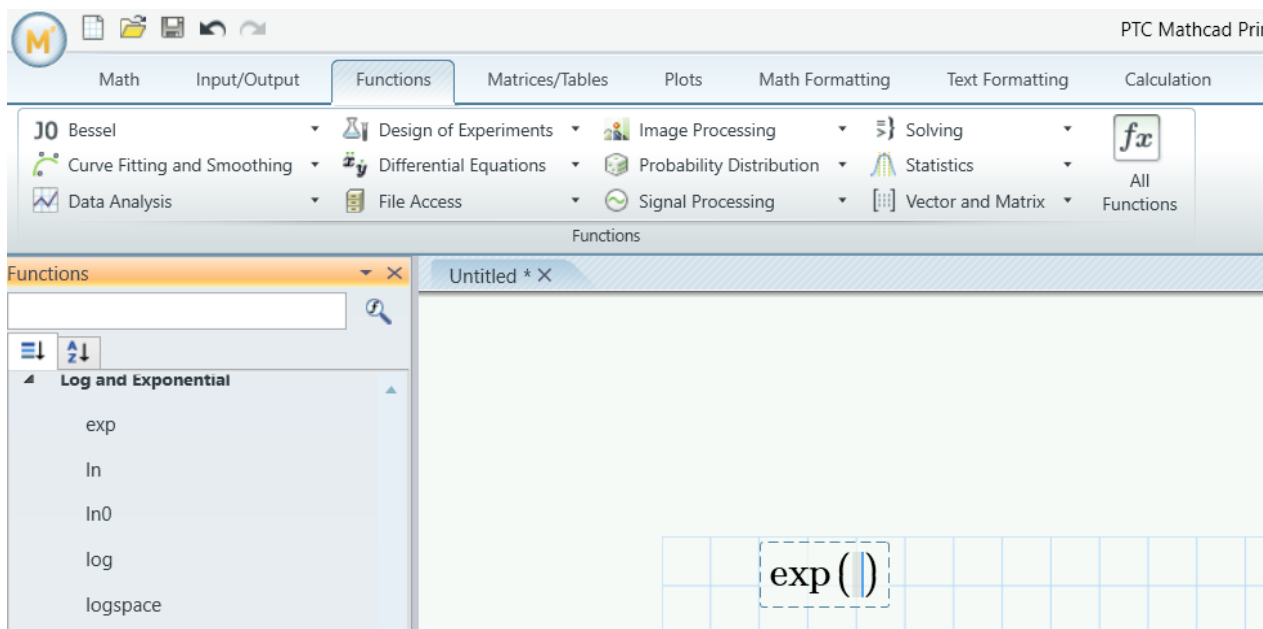 M
PTC Mathcad Pri
Math Input/Output Functions Matrices/Tables Plots Math Formatting Text Formatting Calculation
J0 Bessel Design of Experiments Image Processing Solving fx
Curve Fitting and Smoothing Differential Equations Probability Distribution Statistics All
Data Analysis File Access Signal Processing Vector and Matrix Functions
Functions
Functions Untitled *
A
Z
Log and Exponential
exp
ln
ln0
log
logspace
exp( )